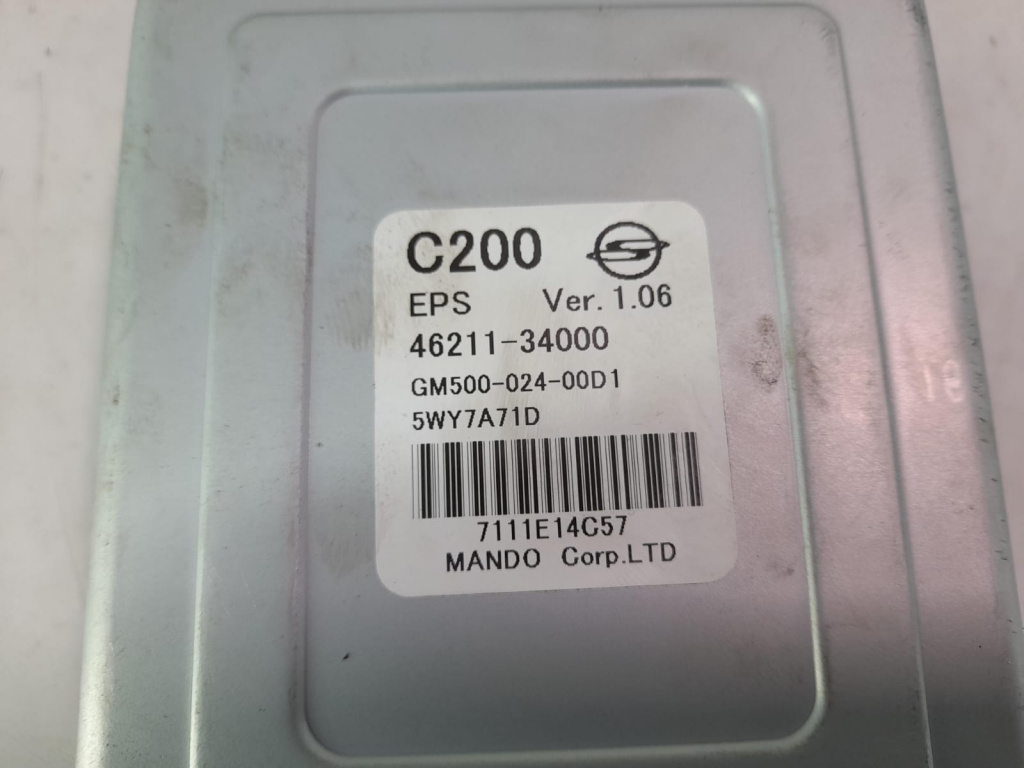 C200
EPS Ver. 1.06
46211-34000
GM500-024-00D1
5WY7A71D
7111E14C57
MANDO Corp.LTD